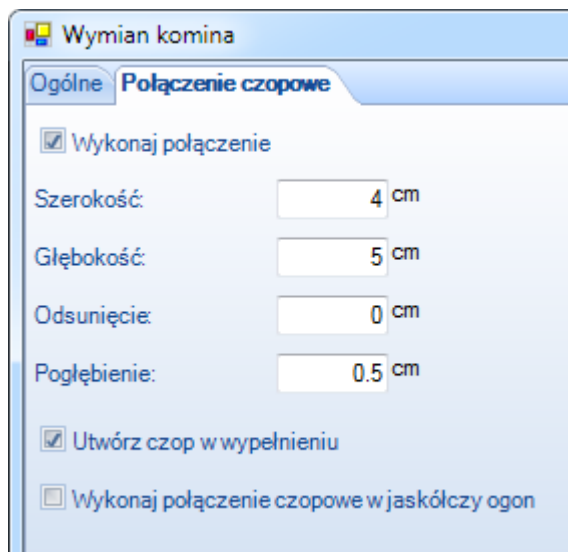 Wymian komina
Ogólne Połączenie czopowe
Wykonaj połączenie
Szerokość: 4 cm
Głębokość: 5 cm
Odsunięcie: 0 cm
Pogłębienie: 0.5 cm
Utwórz czop w wypełnieniu
Wykonaj połączenie czopowe w jaskółczy ogon